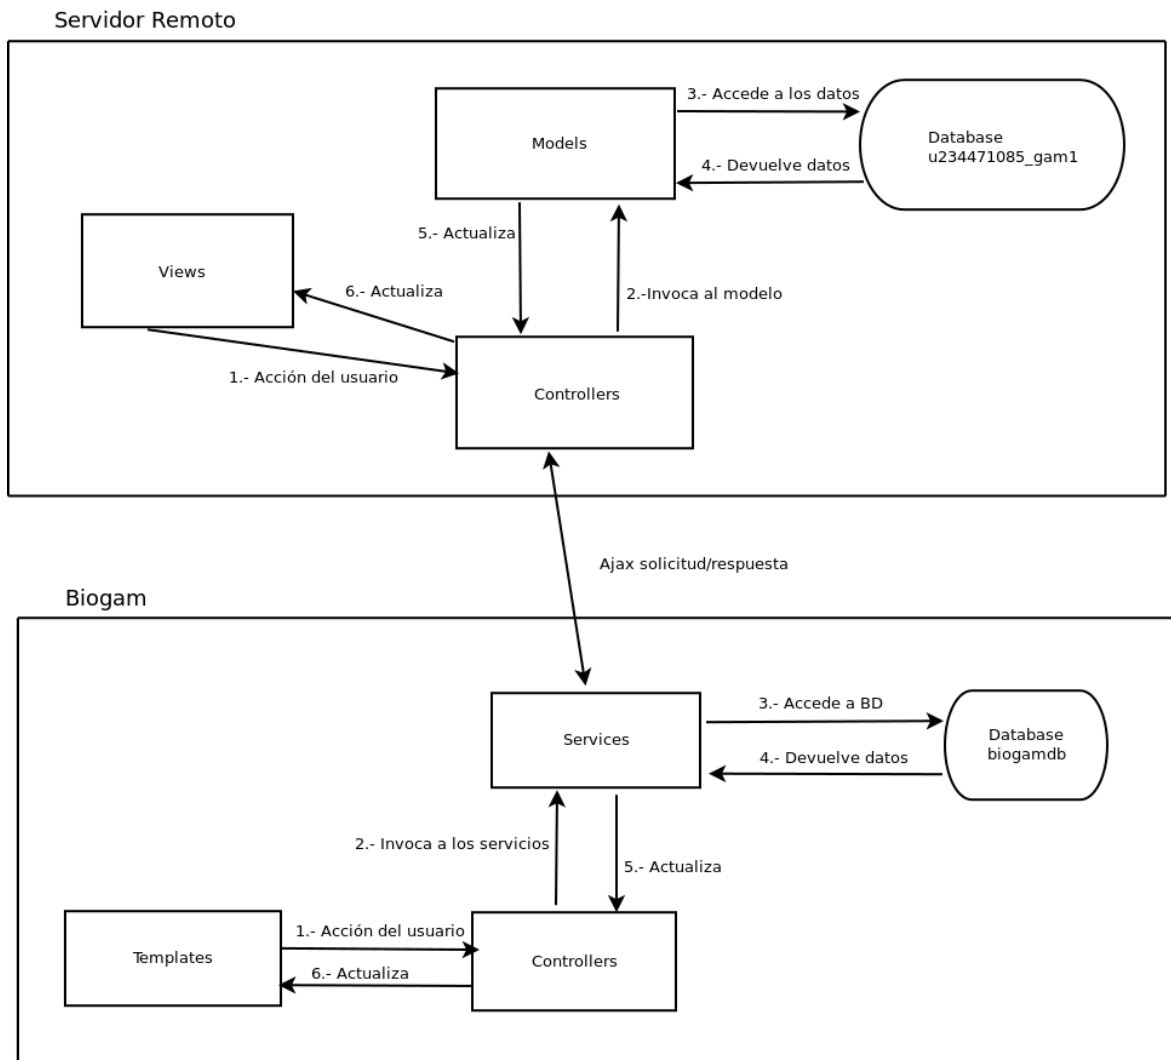 Servidor Remoto
3.- Accede a los datos
Models
Database
u234471085_gam1
4.- Devuelve datos
5.- Actualiza
Views
6.- Actualiza
2.-Invoca al modelo
1.- Acción del usuario
Controllers
Ajax solicitud/respuesta
Biogam
3.- Accede a BD
Services
Database
biogamdb
4.- Devuelve datos
2.- Invoca a los servicios
5.- Actualiza
1.- Acción del usuario
Templates
Controllers
6.- Actualiza